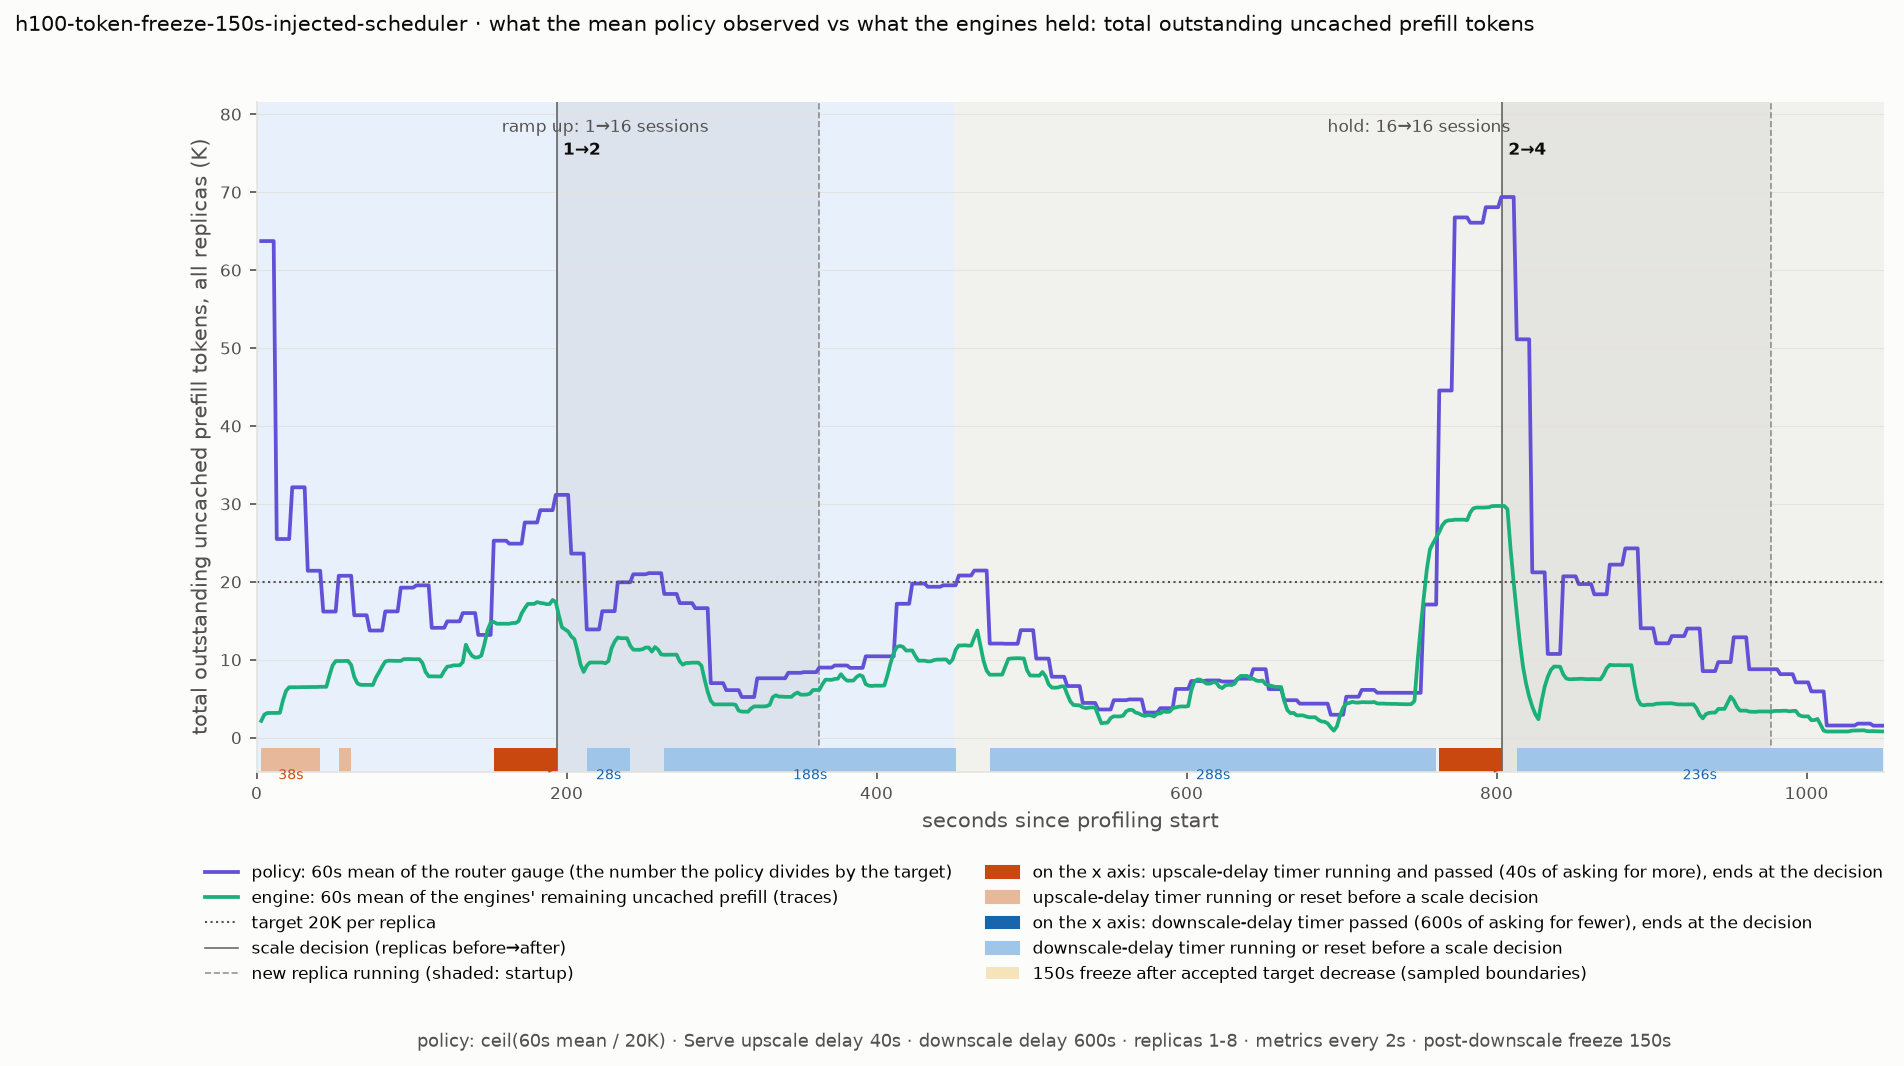 h100-token-freeze-150s-injected-scheduler · what the mean policy observed vs what the engines held: total outstanding uncached prefill tokens
total outstanding uncached prefill tokens, all replicas (K)
80
70
60
50
40
30
20
10
0
ramp up: 1→16 sessions
hold: 16→16 sessions
1→2
2→4
38s
28s
188s
288s
236s
0
200
400
600
800
1000
seconds since profiling start
policy: 60s mean of the router gauge (the number the policy divides by the target)
engine: 60s mean of the engines' remaining uncached prefill (traces)
target 20K per replica
scale decision (replicas before→after)
new replica running (shaded: startup)
on the x axis: upscale-delay timer running and passed (40s of asking for more), ends at the decision
upscale-delay timer running or reset before a scale decision
on the x axis: downscale-delay timer passed (600s of asking for fewer), ends at the decision
downscale-delay timer running or reset before a scale decision
150s freeze after accepted target decrease (sampled boundaries)
policy: ceil(60s mean / 20K) · Serve upscale delay 40s · downscale delay 600s · replicas 1-8 · metrics every 2s · post-downscale freeze 150s